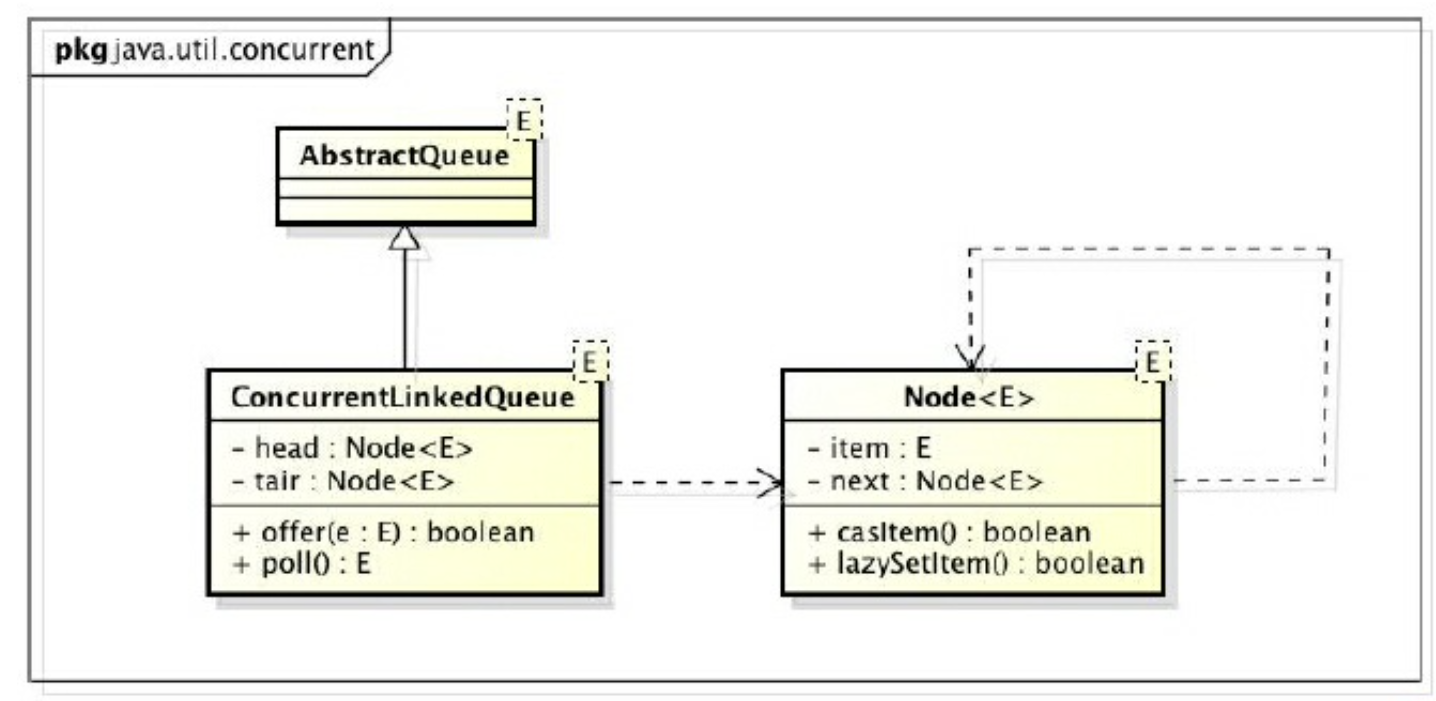 pkg java.util.concurrent
E
AbstractQueue
E
ConcurrentLinkedQueue
- head : Node<E>
- tair : Node<E>
+ offer(e : E) : boolean
+ poll() : E
E
Node<E>
- item : E
- next : Node<E>
+ casItem() : boolean
+ lazySetItem() : boolean